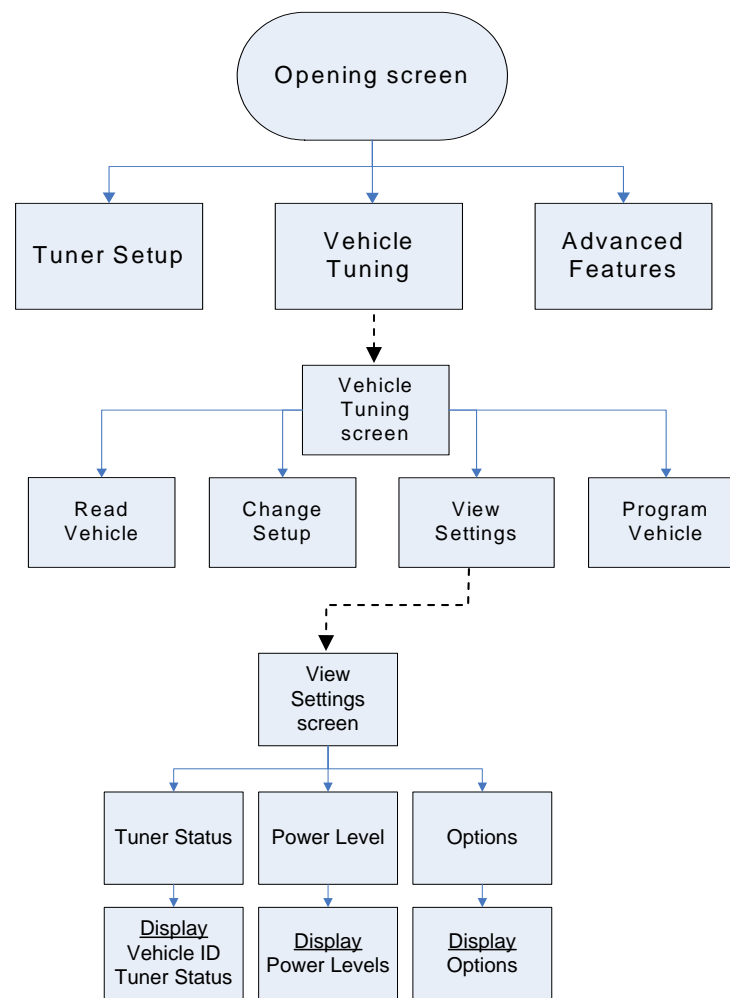 Opening screen
Tuner Setup
Vehicle
Tuning
Advanced
Features
Vehicle
Tuning
screen
Read
Vehicle
Change
Setup
View
Settings
Program
Vehicle
View
Settings
screen
Tuner Status
Power Level
Options
Display
Vehicle ID
Tuner Status
Display
Power Levels
Display
Options